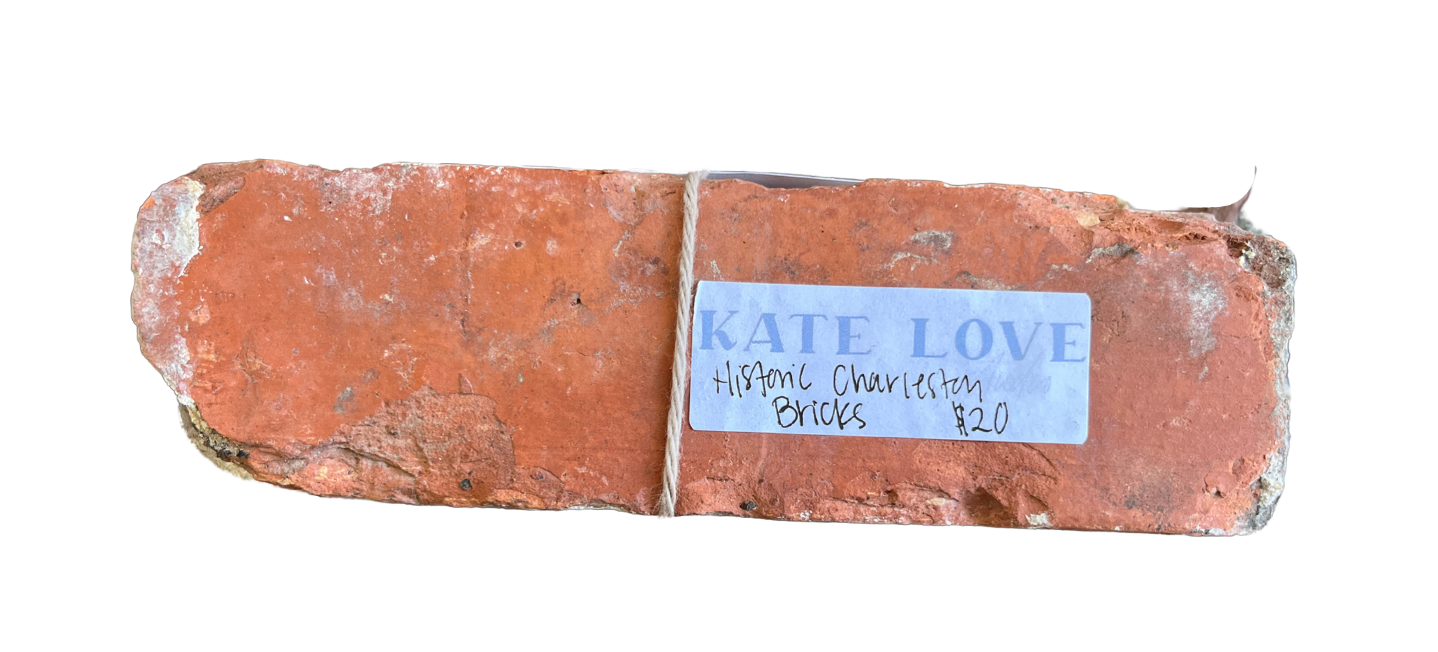 KATE LOVE
Historic Charleston
Bricks $20